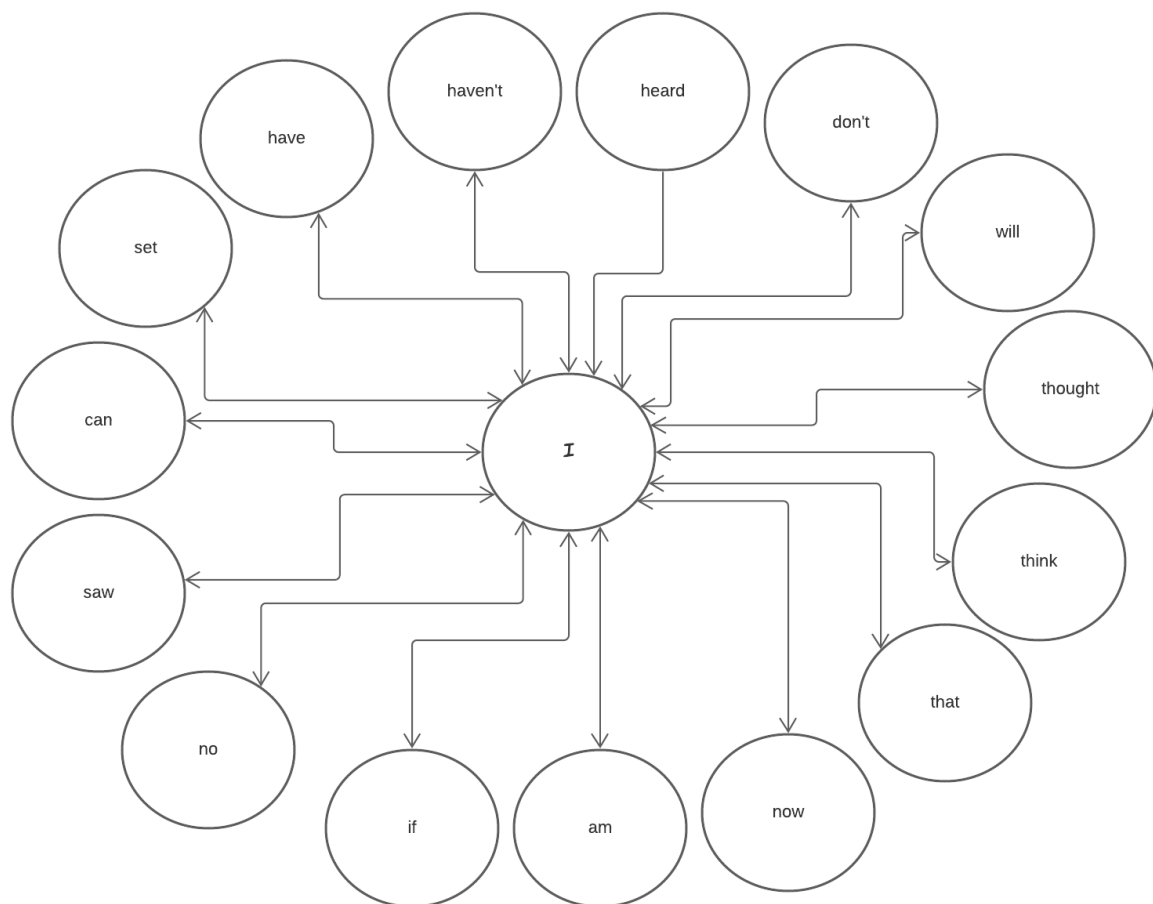 haven't
heard
don't
have
will
set
thought
can
I
think
saw
that
no
now
if
am